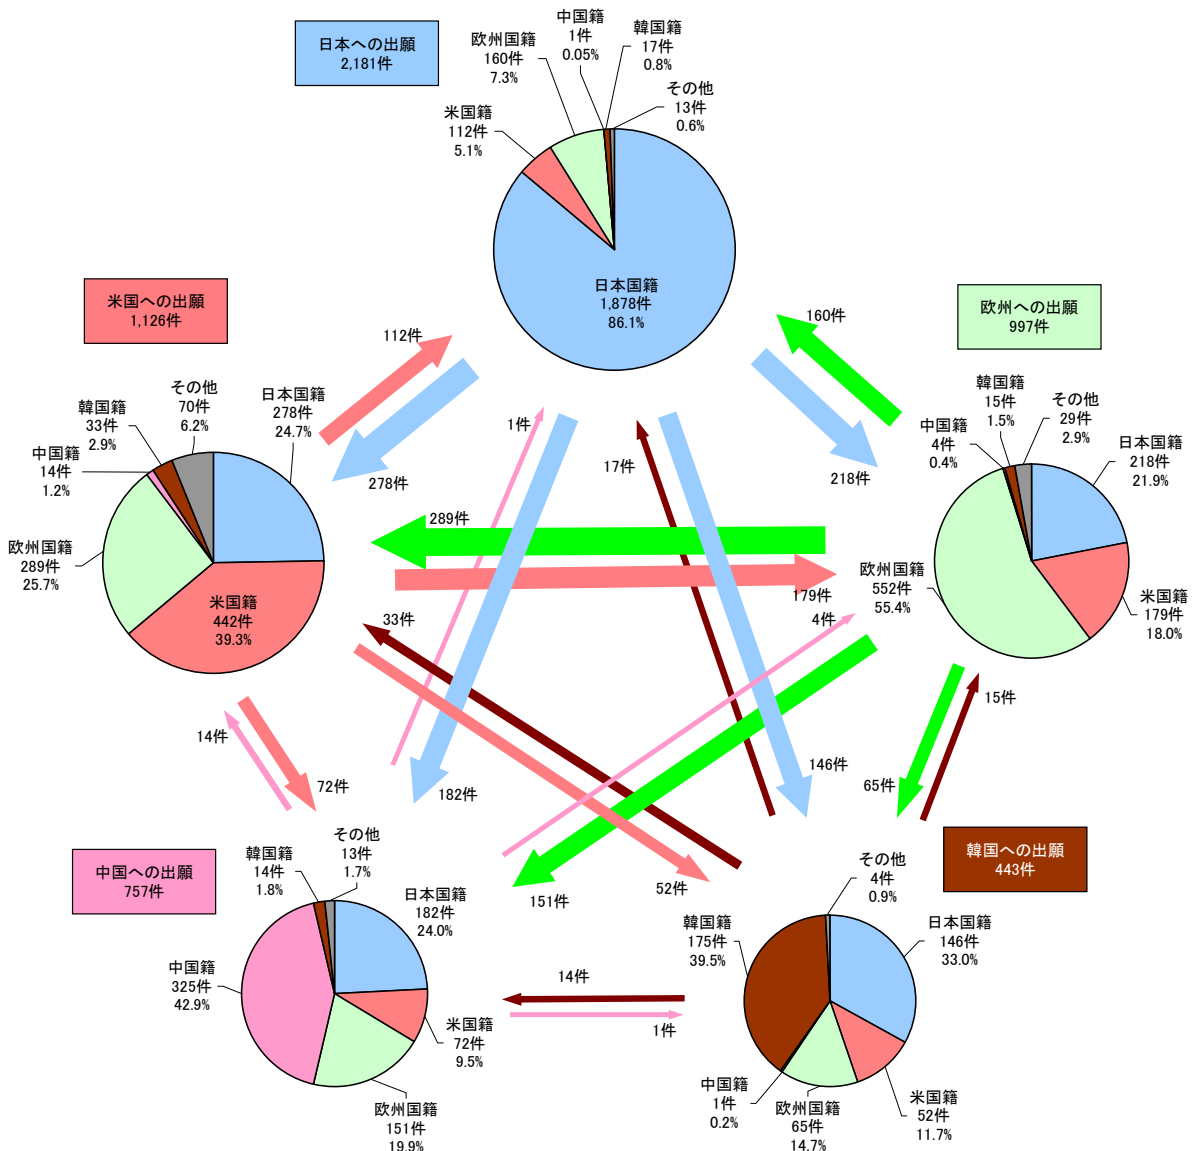 日本への出願
2,181件
中国籍
1件
0.05%
韓国籍
17件
0.8%
欧州国籍
160件
7.3%
その他
13件
0.6%
米国籍
112件
5.1%
日本国籍
1,878件
86.1%
米国への出願
1,126件
欧州への出願
997件
112件
278件
160件
218件
その他
70件
6.2%
日本国籍
278件
24.7%
韓国籍
33件
2.9%
中国籍
14件
1.2%
欧州国籍
289件
25.7%
米国籍
442件
39.3%
韓国籍
15件
1.5%
その他
29件
2.9%
中国籍
4件
0.4%
日本国籍
218件
21.9%
欧州国籍
552件
55.4%
米国籍
179件
18.0%
1件
17件
289件
179件
33件
4件
14件
72件
182件
146件
65件
15件
52件
151件
中国への出願
757件
韓国への出願
443件
その他
13件
1.7%
韓国籍
14件
1.8%
日本国籍
182件
24.0%
中国籍
325件
42.9%
米国籍
72件
9.5%
欧州国籍
151件
19.9%
14件
1件
その他
4件
0.9%
韓国籍
175件
39.5%
日本国籍
146件
33.0%
中国籍
1件
0.2%
欧州国籍
65件
14.7%
米国籍
52件
11.7%